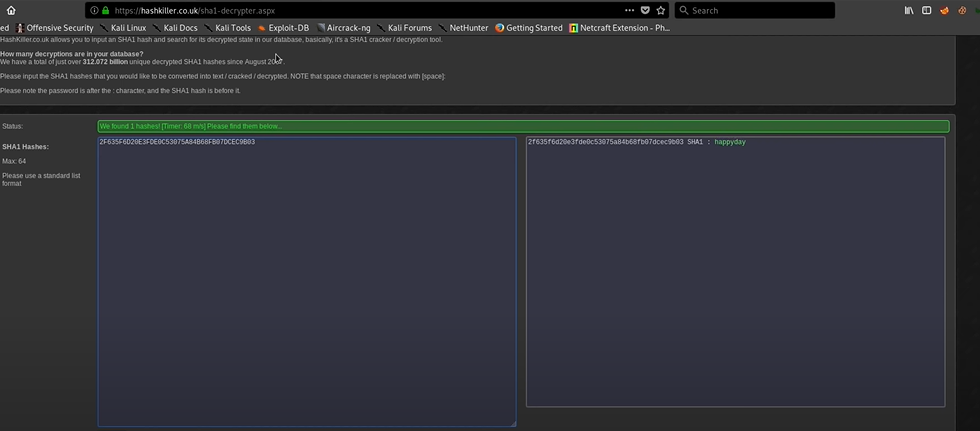 https://hashkiller.co.uk/sha1-decrypter.aspx
Search
ed Offensive Security Kali Linux Kali Docs Kali Tools Exploit-DB Aircrack-ng Kali Forums NetHunter Getting Started Netcraft Extension - Ph...
HashKiller.co.uk allows you to input an SHA1 hash and search for its decrypted state in our database, basically, it's a SHA1 cracker / decryption tool.
How many decryptions are in your database?
We have a total of just over 312.072 billion unique decrypted SHA1 hashes since August
Please input the SHA1 hashes that you would like to be converted into text / cracked / decrypted. NOTE that space character is replaced with [space]:
Please note the password is after the : character, and the SHA1 hash is before it.
Status:
We found 1 hashes! [Timer: 68 m/s] Please find them below...
SHA1 Hashes:
Max: 64
Please use a standard list
format
2F635F6D20E3FDE0C53075A84B68FB07DCEC9B03
2f635f6d20e3fde0c53075a84b68fb07dcec9b03 SHA1 : happyday